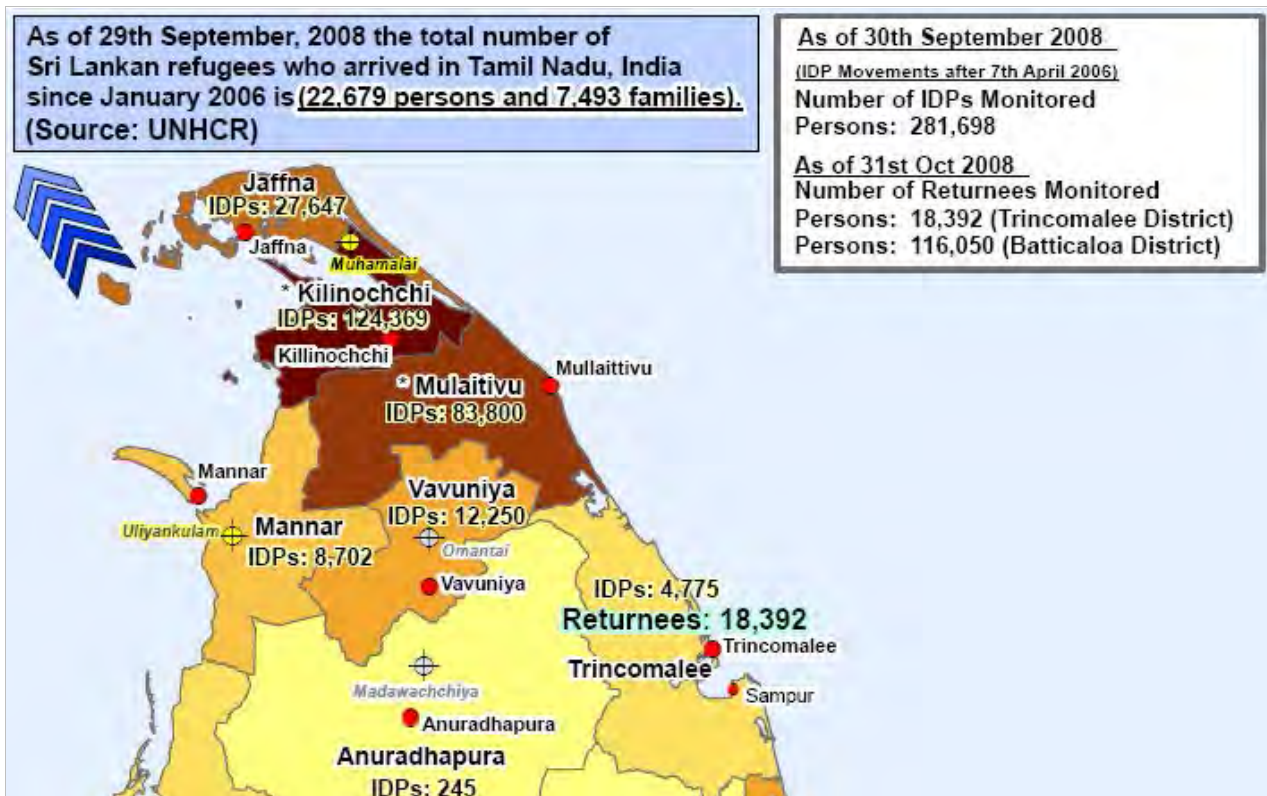 As of 29th September, 2008 the total number of
Sri Lankan refugees who arrived in Tamil Nadu, India
since January 2006 is (22,679 persons and 7,493 families).
(Source: UNHCR)
As of 30th September 2008
(IDP Movements after 7th April 2006)
Number of IDPs Monitored
Persons: 281,698
As of 31st Oct 2008
Number of Returnees Monitored
Persons: 18,392 (Trincomalee District)
Persons: 116,050 (Batticaloa District)
Jaffna
IDPs: 27,647
Jaffna
Muhamalai
* Kilinochchi
IDPs: 124,369
Killinochchi
Mullaittivu
* Mulaitivu
IDPs: 83,800
Mannar
Vavuniya
IDPs: 12,250
Uliyankulam
Mannar
IDPs: 8,702
Omantai
Vavuniya
IDPs: 4,775
Returnees: 18,392
Trincomalee
Trincomalee
Sampur
Madawachchiya
Anuradhapura
Anuradhapura
IDPs: 245